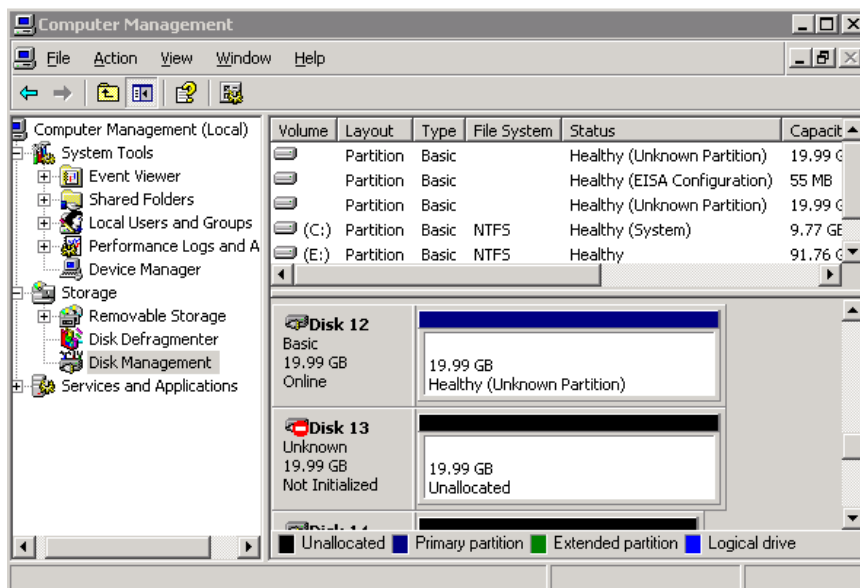 Computer Management
File Action View Window Help
Computer Management (Local)
System Tools
Event Viewer
Shared Folders
Local Users and Groups
Performance Logs and A
Device Manager
Storage
Removable Storage
Disk Defragmenter
Disk Management
Services and Applications
Volume Layout Type File System Status Capacit
Partition Basic Healthy (Unknown Partition) 19.99 G
Partition Basic Healthy (EISA Configuration) 55 MB
Partition Basic Healthy (Unknown Partition) 19.99 G
(C:) Partition Basic NTFS Healthy (System) 9.77 GB
(E:) Partition Basic NTFS Healthy 91.76 G
Disk 12
Basic
19.99 GB
Online
19.99 GB
Healthy (Unknown Partition)
Disk 13
Unknown
19.99 GB
Not Initialized
19.99 GB
Unallocated
Unallocated Primary partition Extended partition Logical drive